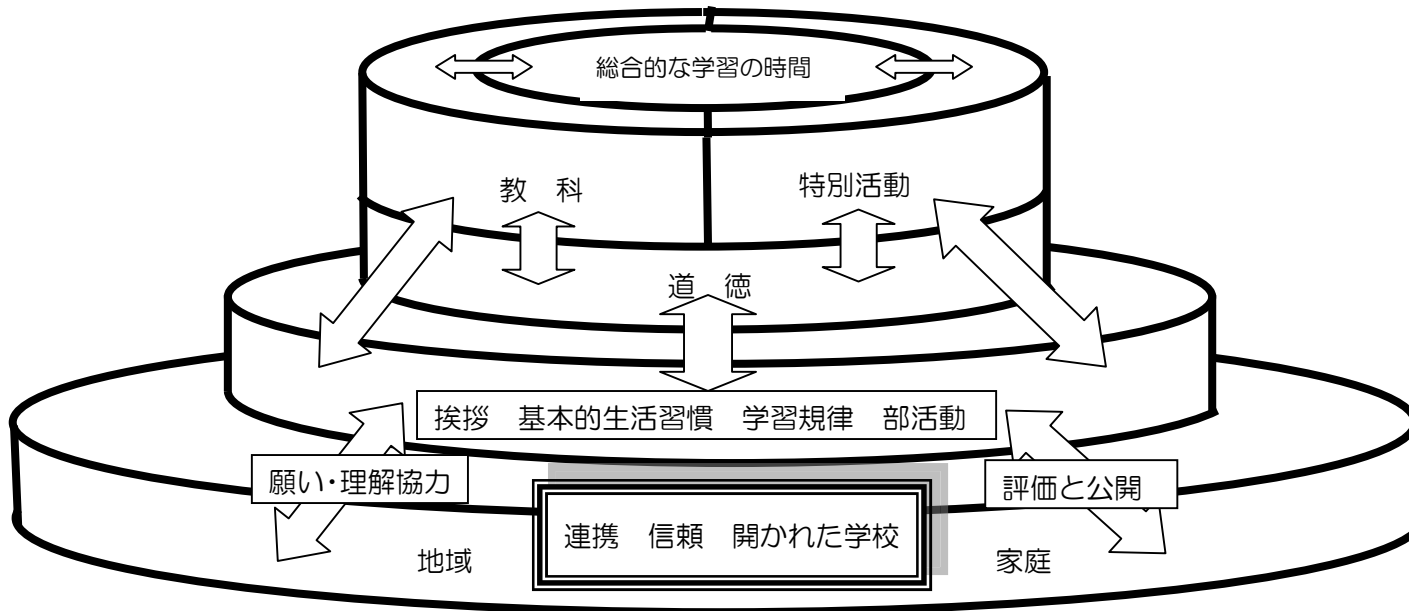 総合的な学習の時間
教　科
特別活動
道　徳
挨拶　基本的生活習慣　学習規律　部活動
願い・理解協力
評価と公開
連携　信頼　開かれた学校
地域
家庭